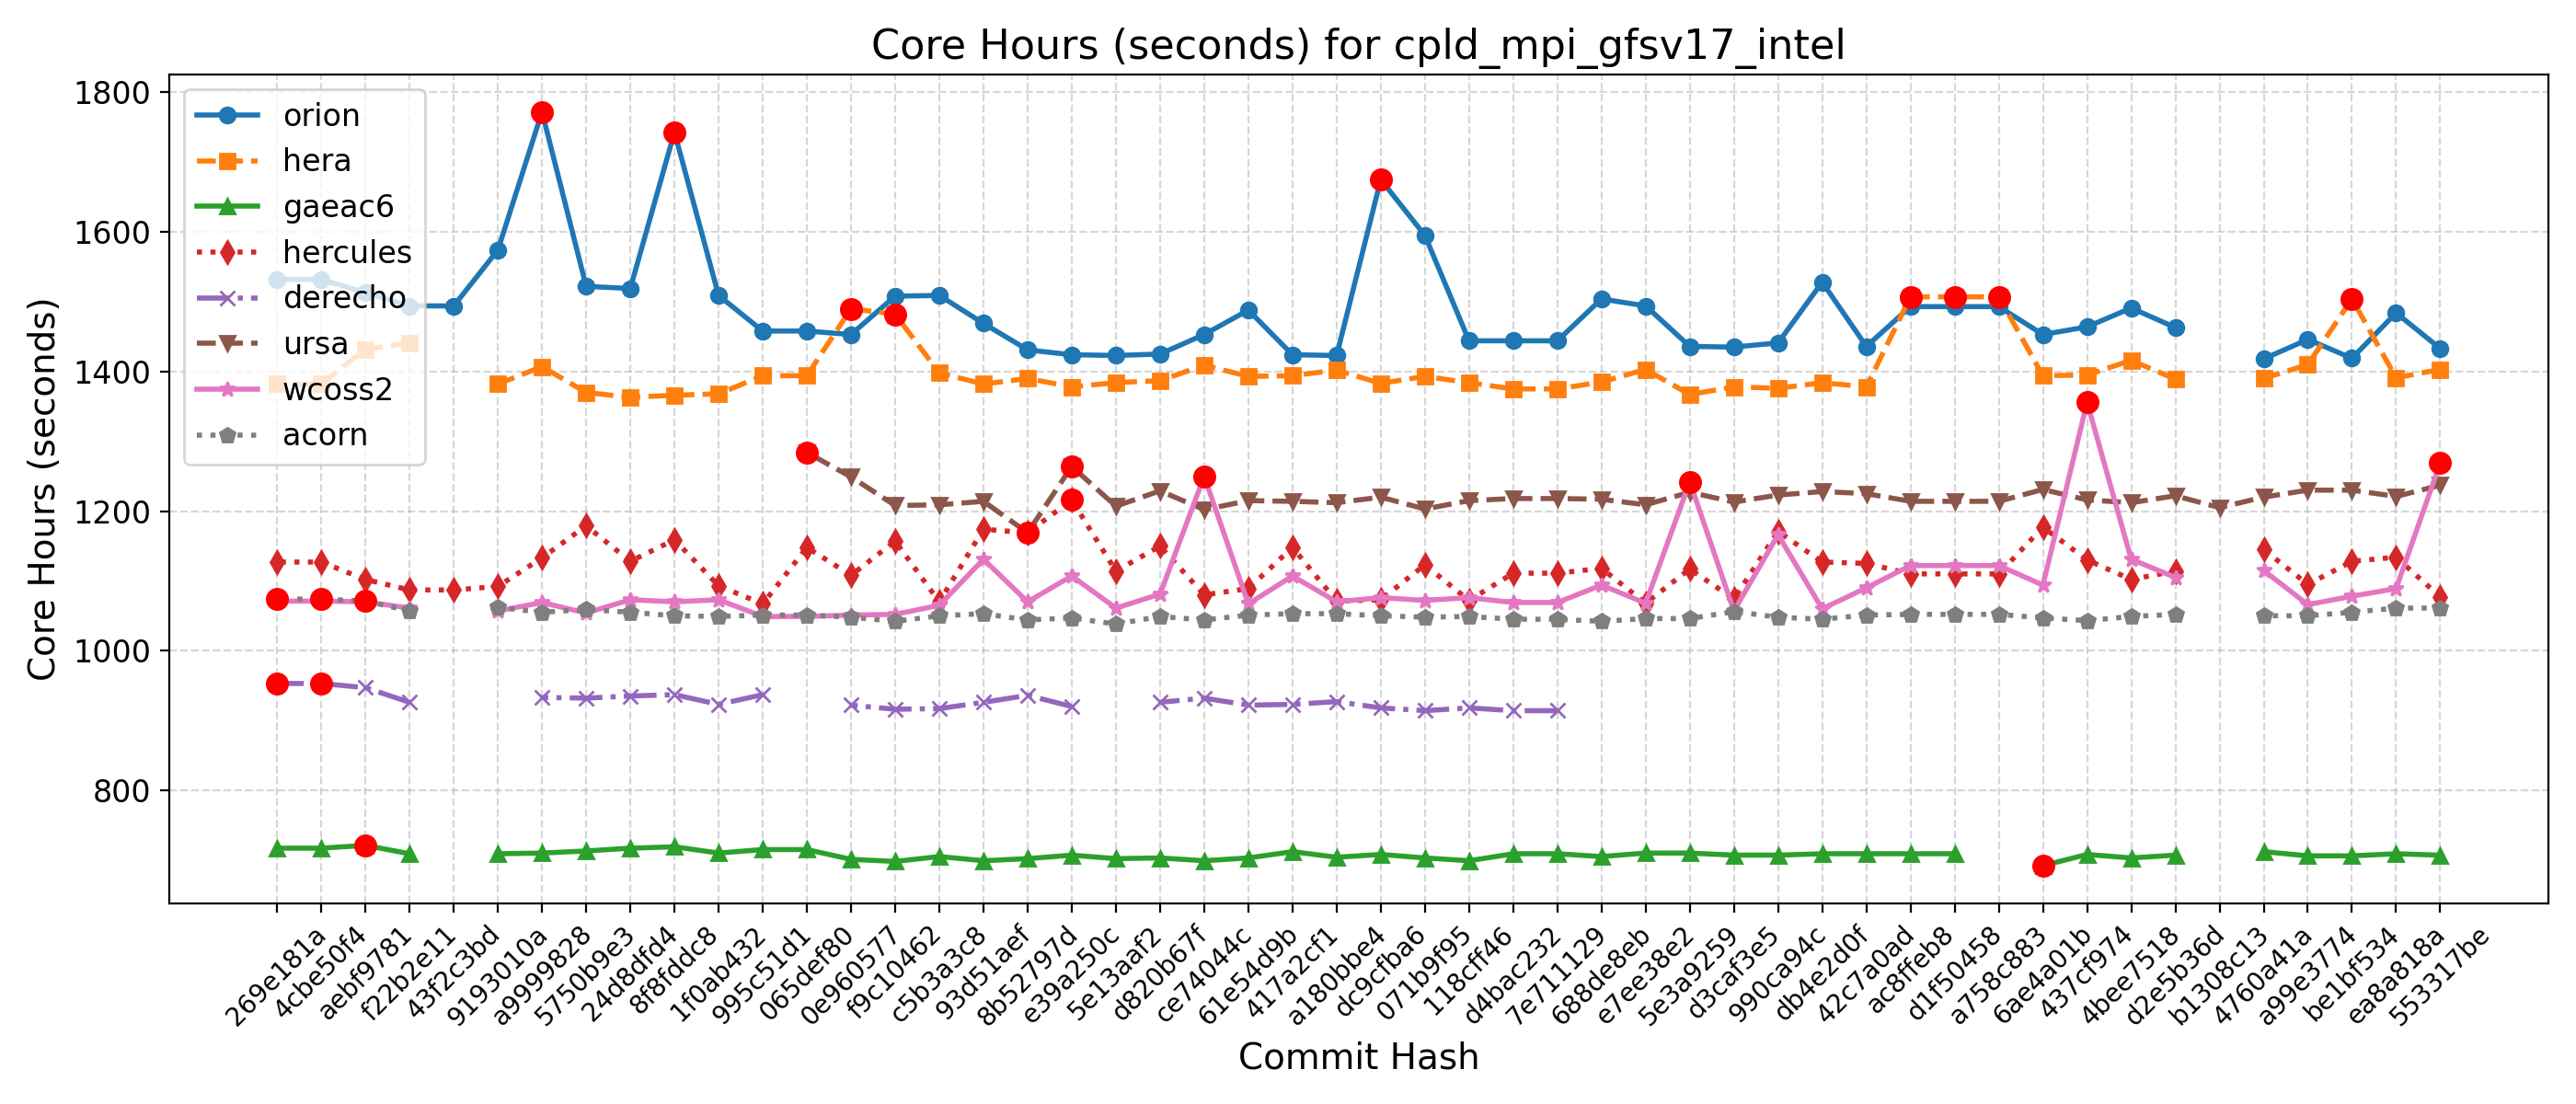 Core Hours (seconds) for cpld_mpi_gfsv17_intel
Core Hours (seconds)
1800
1600
1400
1200
1000
800
orion
hera
gaeac6
hercules
derecho
ursa
wcoss2
acorn
269e181a
4cbe50f4
aebf9781
f22b2e11
43f2c3bd
9193010a
a9999828
5750b9e3
24d8dfd4
8f8fddc8
1f0ab432
995c51d1
065def80
0e960577
f9c10462
c5b3a3c8
93d51aef
8b52797d
e39a250c
5e13aaf2
d820b67f
ce74044c
61e54d9b
417a2cf1
a180bbe4
dc9cfba6
071b9f95
118cff46
d4bac232
7e711129
688de8eb
e7ee38e2
5e3a9259
d3caf3e5
990ca94c
db4e2d0f
42c7a0ad
ac8ffeb8
d1f50458
a758c883
6ae4a01b
437cf974
4bee7518
d2e5b36d
b1308c13
4760a41a
a99e3774
be1bf534
ea8a818a
553317be
Commit Hash